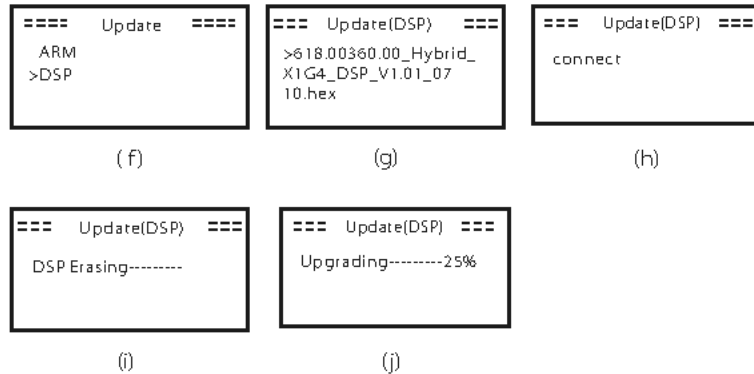 ==== Update ====
ARM
>DSP
( f)
=== Update(DSP) ===
>618.00360.00_Hybrid_
X1G4_DSP_V1.01_07
10.hex
(g)
=== Update(DSP) ===
connect
(h)
=== Update(DSP) ===
DSP Erasing---------
(i)
=== Update(DSP) ===
Upgrading---------25%
(j)